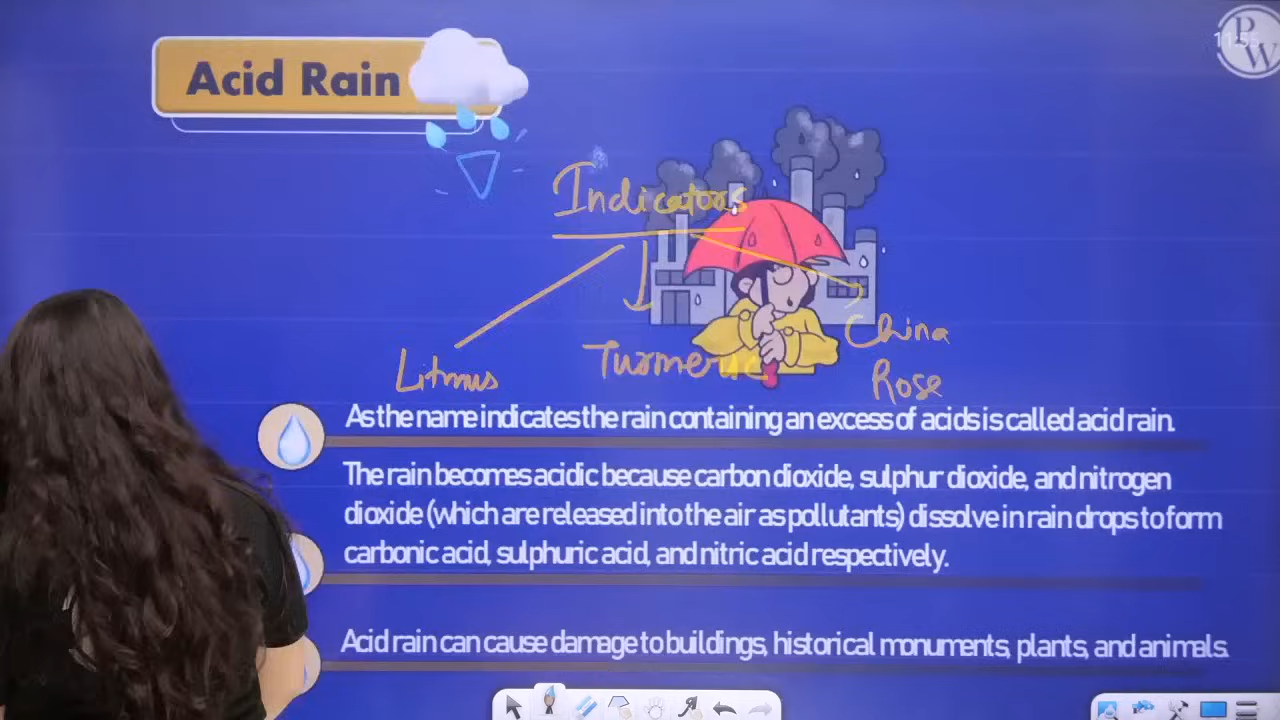 Acid Rain
PW
Indicators
Litmus
Turmeric
China
Rose
As the name indicates the rain containing an excess of acids is called acid rain.
The rain becomes acidic because carbon dioxide, sulphur dioxide, and nitrogen
dioxide (which are released into the air as pollutants) dissolve in rain drops to form
carbonic acid, sulphuric acid, and nitric acid respectively.
Acid rain can cause damage to buildings, historical monuments, plants, and animals.